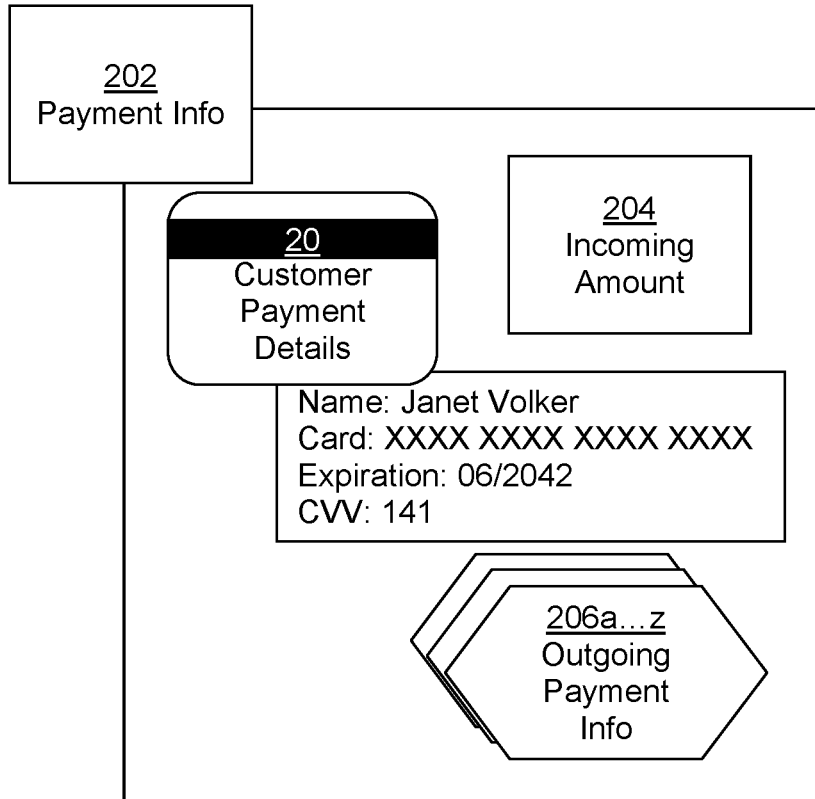 202
Payment Info
204
Incoming
Amount
20
Customer
Payment
Details
Name: Janet Volker
Card: XXXX XXXX XXXX XXXX
Expiration: 06/2042
CVV: 141
206a...z
Outgoing
Payment
Info